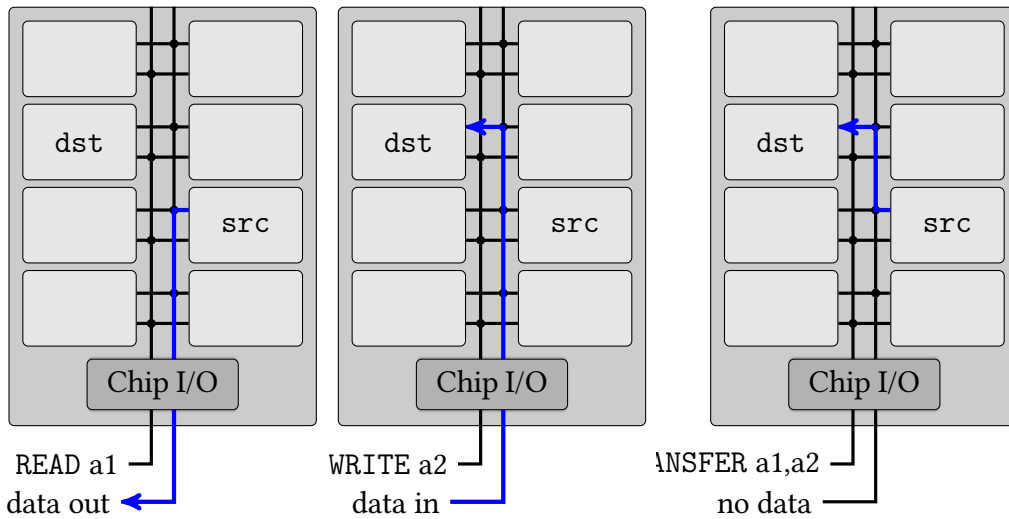 dst
src
Chip I/O
READ a1
data out
dst
src
Chip I/O
WRITE a2
data in
dst
src
Chip I/O
ANSFER a1,a2
no data